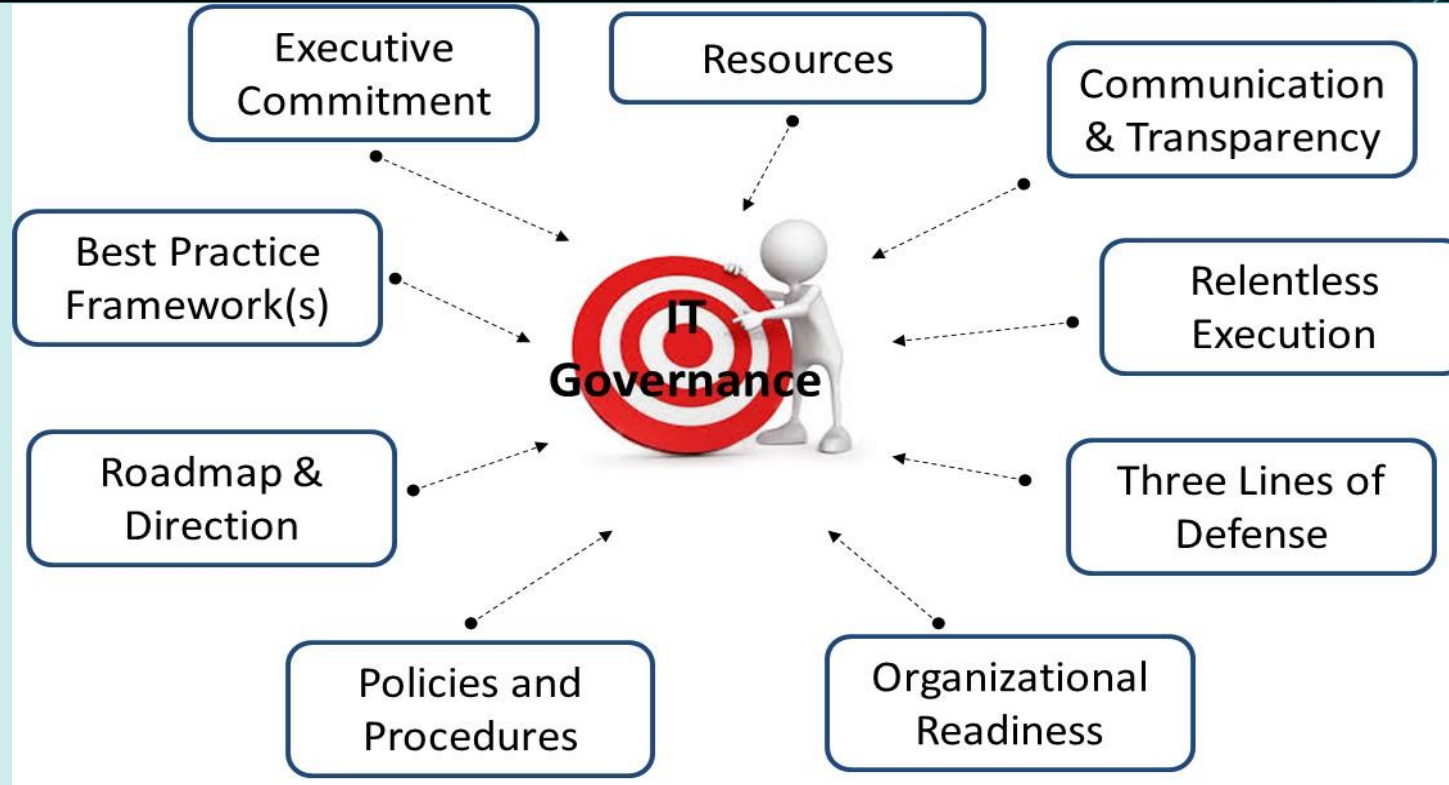 Executive
Commitment
Resources
Communication
& Transparency
Best Practice
Framework(s)
IT
Governance
Relentless
Execution
Roadmap &
Direction
Three Lines of
Defense
Policies and
Procedures
Organizational
Readiness